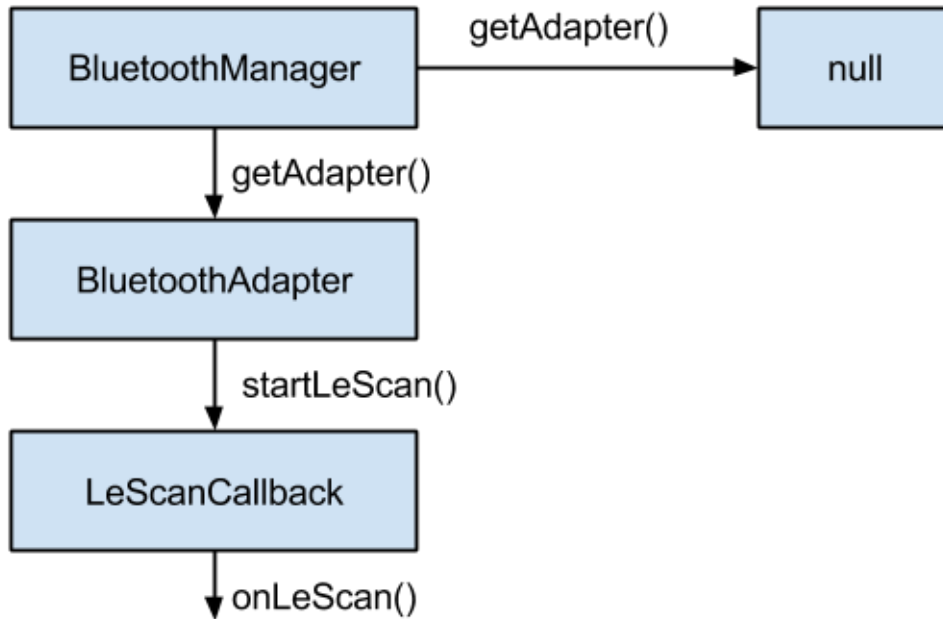 getAdapter()
BluetoothManager
null
getAdapter()
BluetoothAdapter
startLeScan()
LeScanCallback
onLeScan()